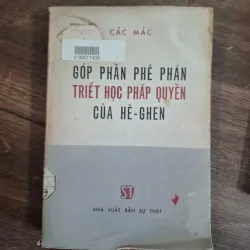 CÁC MÁC
GÓP PHẦN PHÊ PHÁN
TRIẾT HỌC PHÁP QUYỀN
CỦA HÊ-GHEN
ST
NHÀ XUẤT BẢN SỰ THẬT